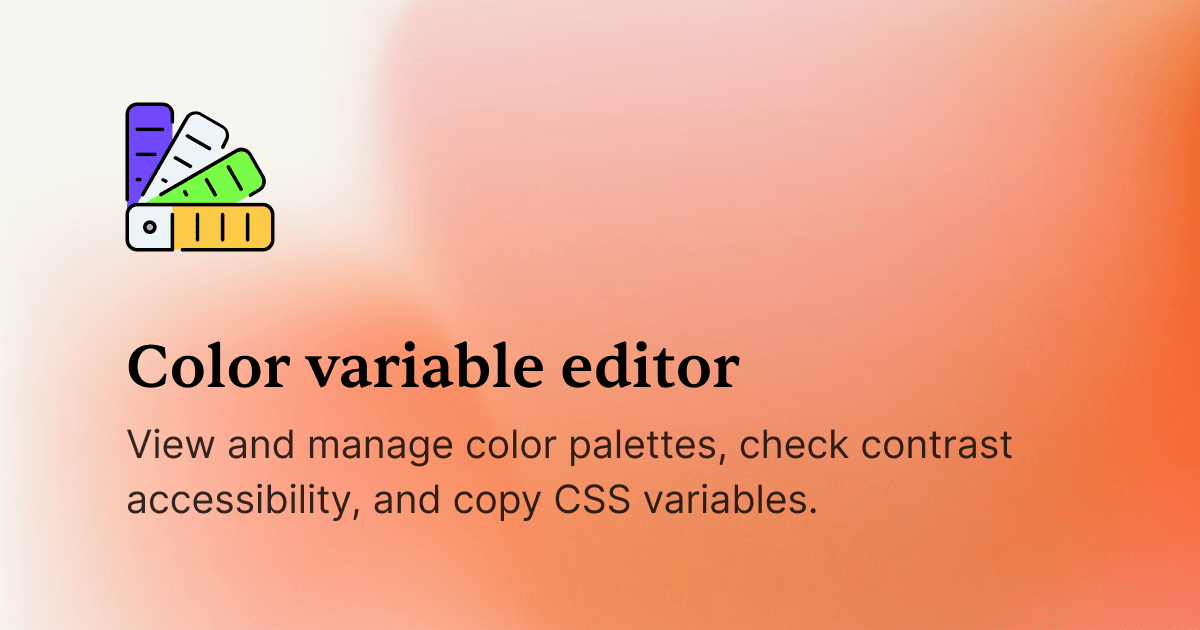 Color variable editor
View and manage color palettes, check contrast
accessibility, and copy CSS variables.